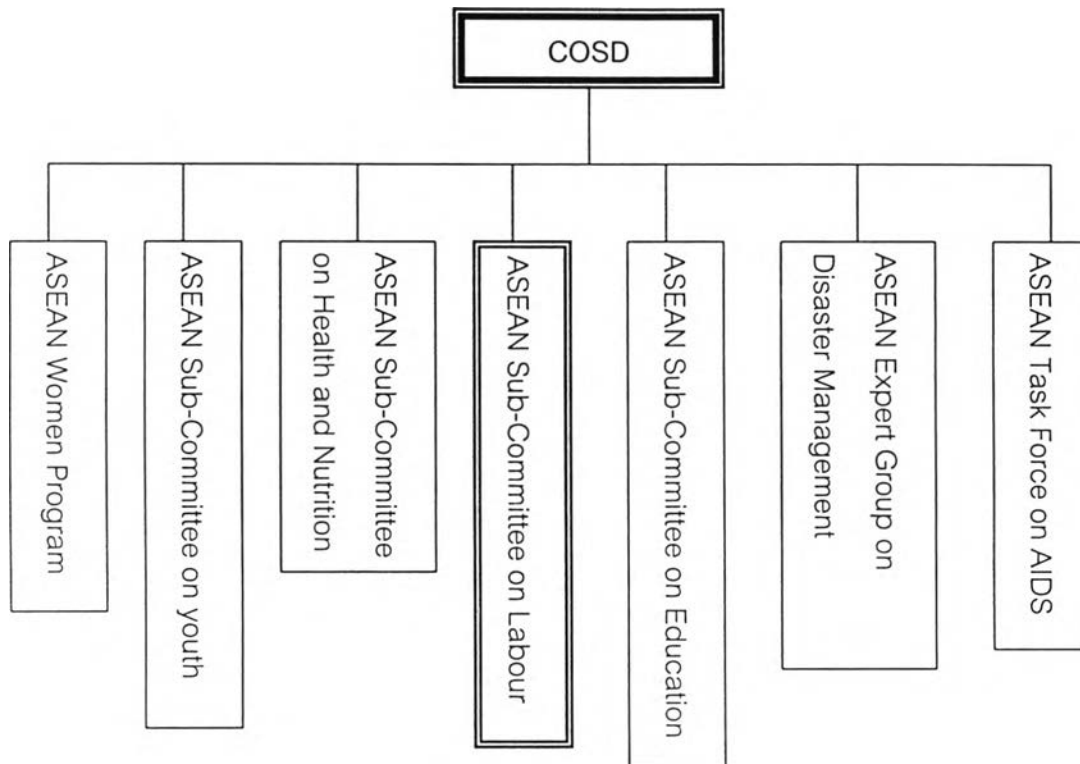 COSD
ASEAN Women Program
ASEAN Sub-Committee on youth
ASEAN Sub-Committee
on Health and Nutrition
ASEAN Sub-Committee on Labour
ASEAN Sub-Committee on Education
ASEAN Expert Group on
Disaster Management
ASEAN Task Force on AIDS